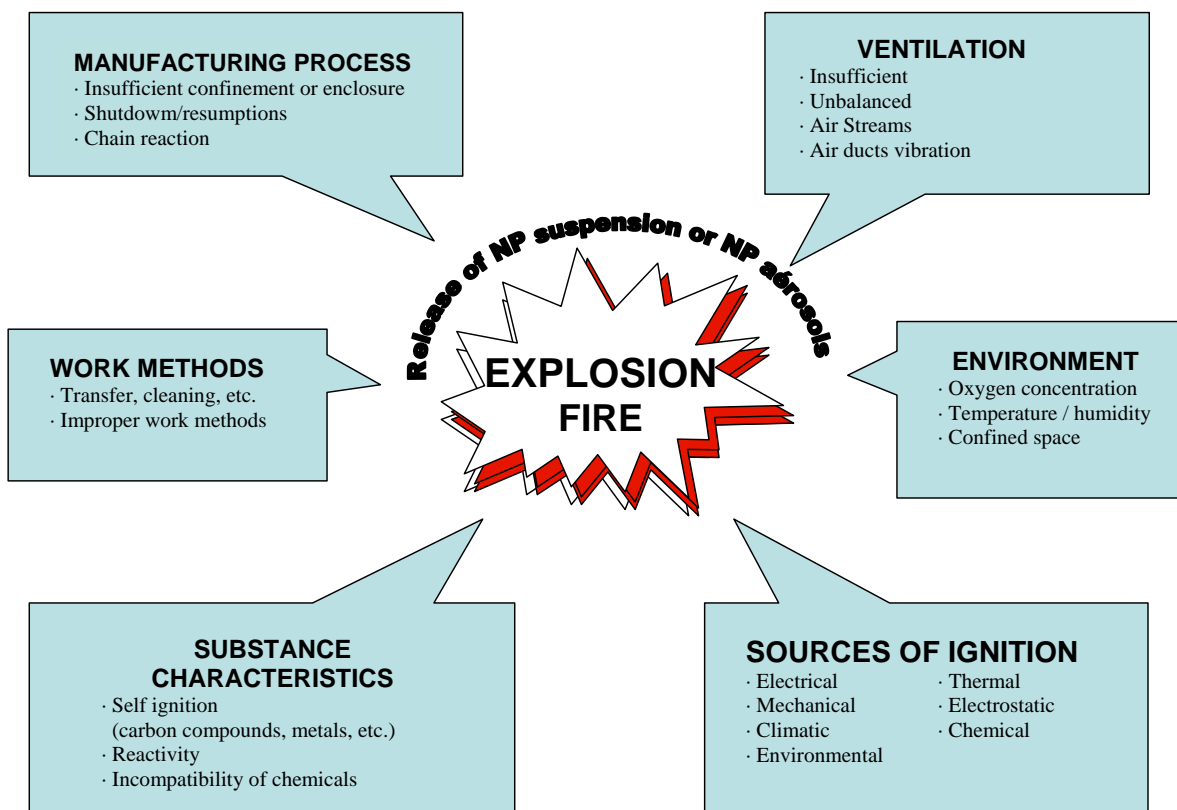 MANUFACTURING PROCESS
· Insufficient confinement or enclosure
· Shutdowm/resumptions
· Chain reaction
VENTILATION
· Insufficient
· Unbalanced
· Air Streams
· Air ducts vibration
Release of NP suspension or NP aérosols
WORK METHODS
· Transfer, cleaning, etc.
· Improper work methods
EXPLOSION
FIRE
ENVIRONMENT
· Oxygen concentration
· Temperature / humidity
· Confined space
SUBSTANCE
CHARACTERISTICS
· Self ignition
(carbon compounds, metals, etc.)
· Reactivity
· Incompatibility of chemicals
SOURCES OF IGNITION
· Electrical
· Mechanical
· Climatic
· Environmental
· Thermal
· Electrostatic
· Chemical